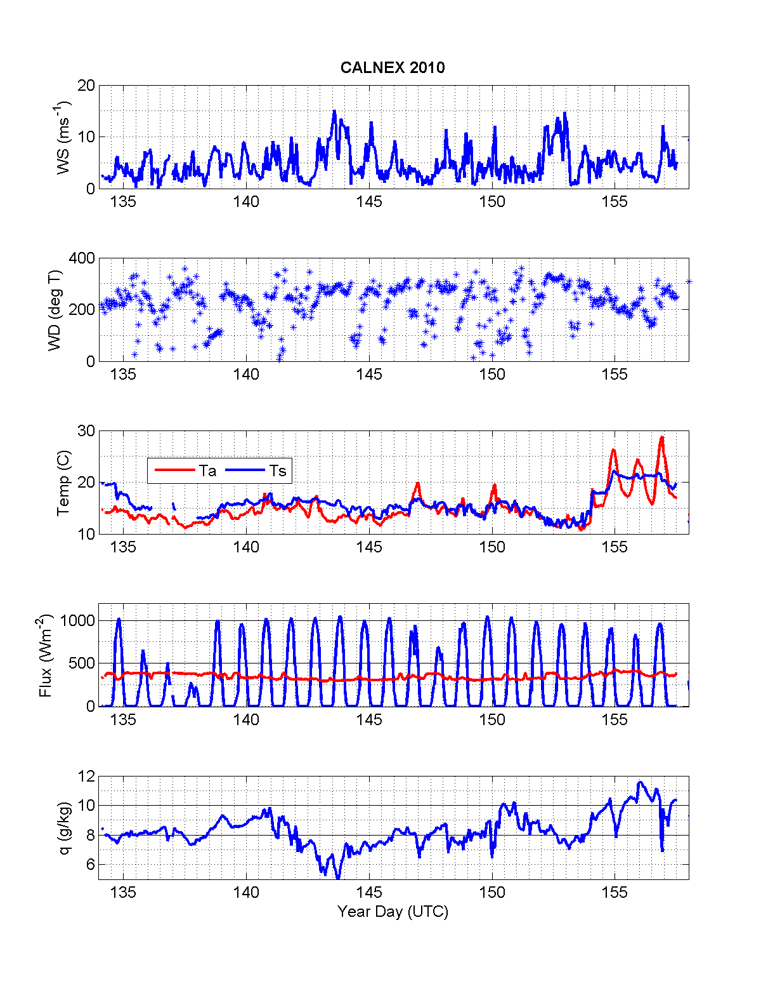 CALNEX 2010
WS (ms-1)
20
10
0
135 140 145 150 155
WD (deg T)
400
200
0
135 140 145 150 155
Temp (C)
30
20
10
Ta Ts
135 140 145 150 155
Flux (Wm-2)
1000
500
0
135 140 145 150 155
q (g/kg)
12
10
8
6
135 140 145 150 155
Year Day (UTC)